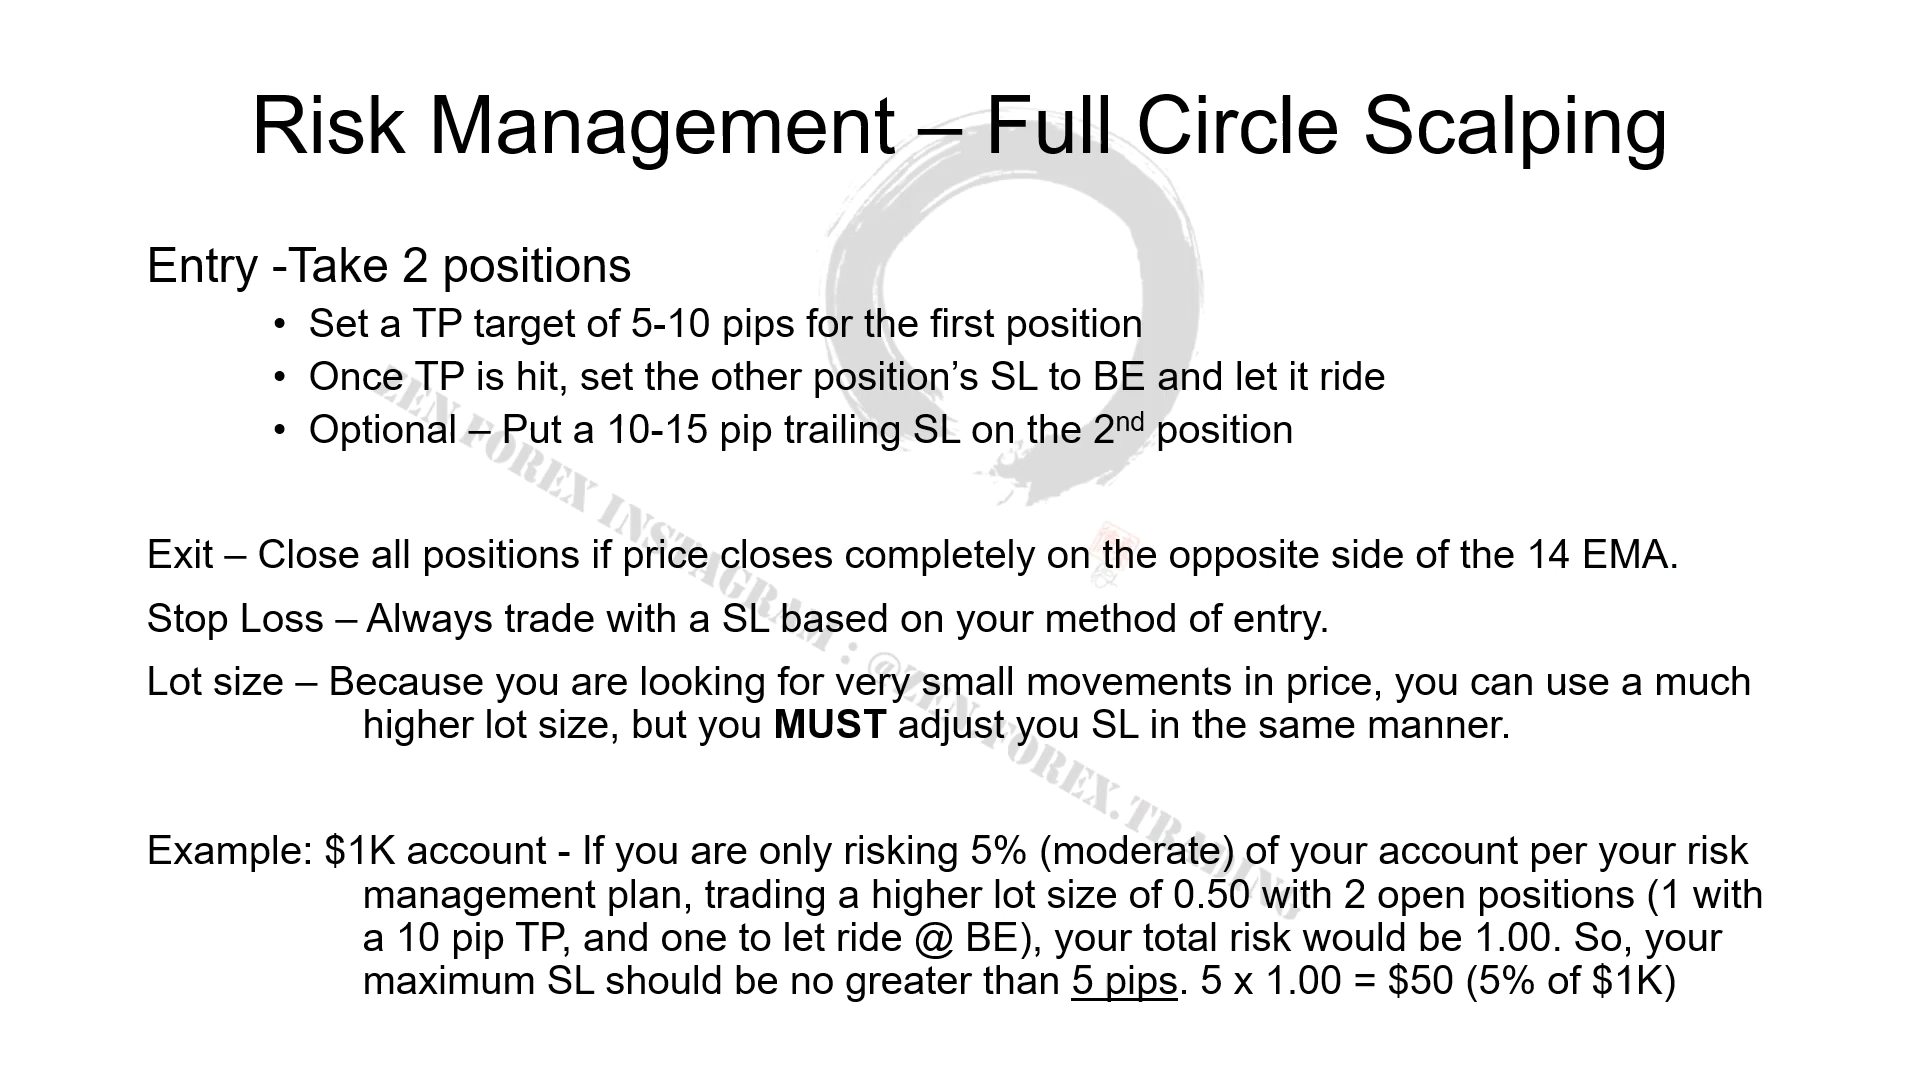 Risk Management – Full Circle Scalping
Entry -Take 2 positions
• Set a TP target of 5-10 pips for the first position
• Once TP is hit, set the other position’s SL to BE and let it ride
• Optional – Put a 10-15 pip trailing SL on the 2nd position
Exit – Close all positions if price closes completely on the opposite side of the 14 EMA.
Stop Loss – Always trade with a SL based on your method of entry.
Lot size – Because you are looking for very small movements in price, you can use a much
higher lot size, but you MUST adjust you SL in the same manner.
Example: $1K account - If you are only risking 5% (moderate) of your account per your risk
management plan, trading a higher lot size of 0.50 with 2 open positions (1 with
a 10 pip TP, and one to let ride @ BE), your total risk would be 1.00. So, your
maximum SL should be no greater than 5 pips. 5 x 1.00 = $50 (5% of $1K)
ZEN FOREX INSTAGRAM : @ZEN.FOREX.TRADING